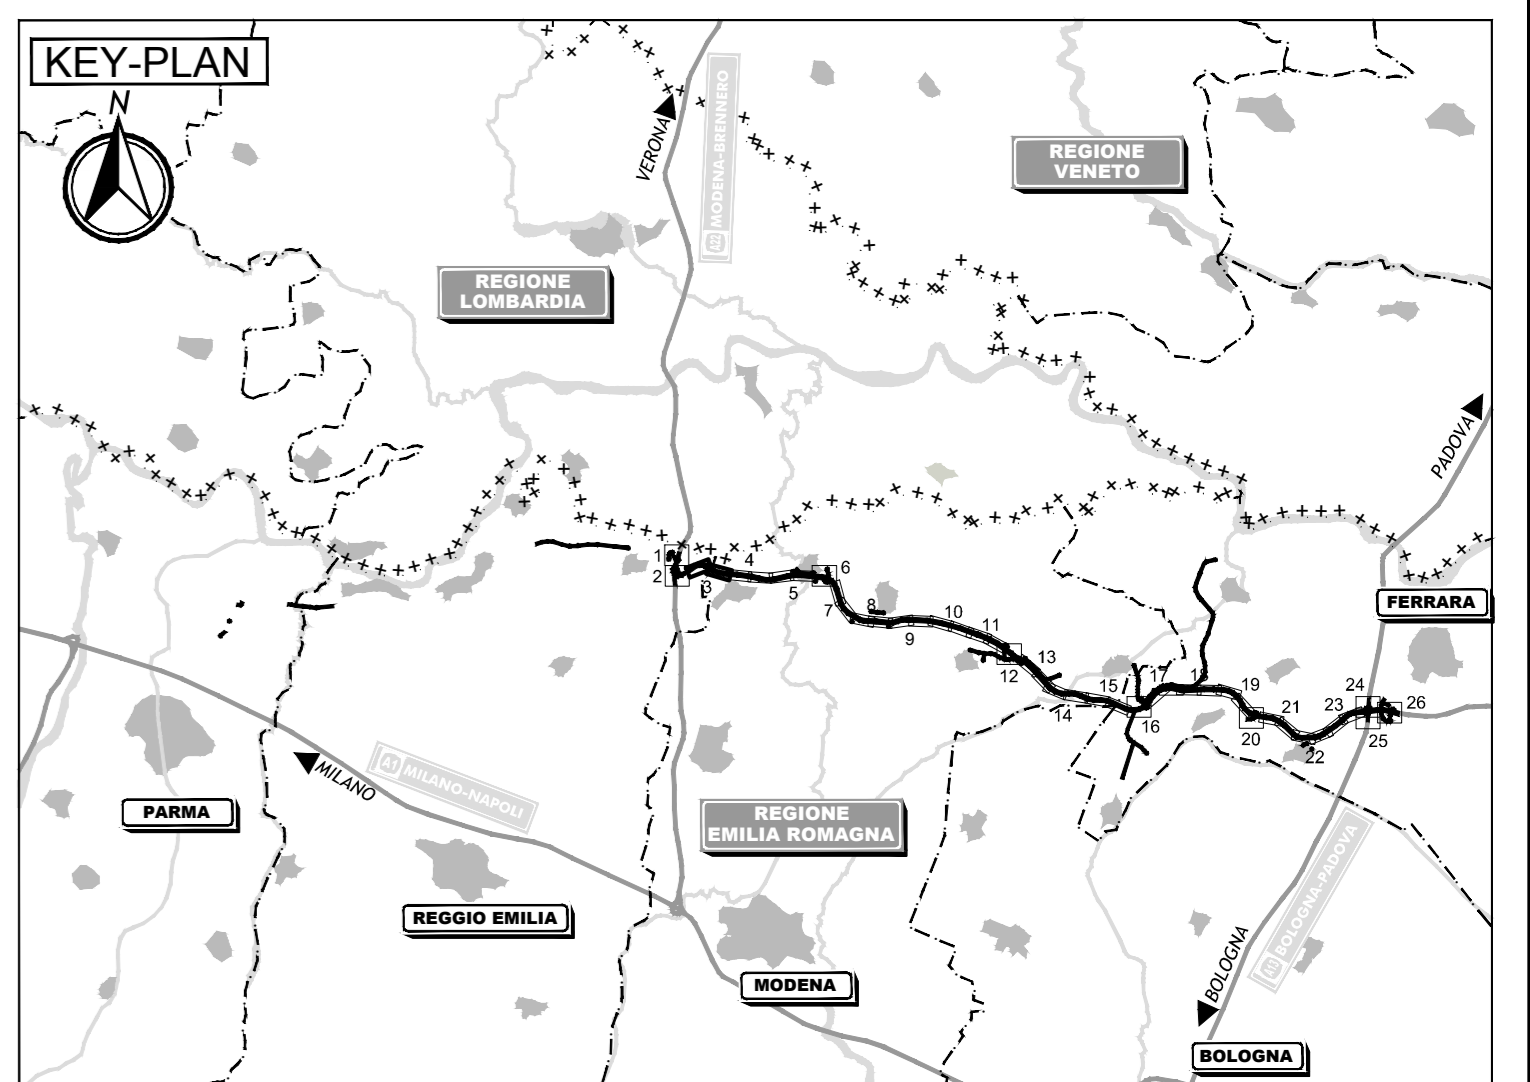 KEY-PLAN
N
VERONA
A22 MODENA-BRENNERO
REGIONE
VENETO
REGIONE
LOMBARDIA
PADOVA
1
2
3
4
5
6
7
8
9
10
11
12
13
14
15
16
17
18
19
20
21
22
23
24
25
26
FERRARA
MILANO
A1 MILANO-NAPOLI
PARMA
REGIONE
EMILIA ROMAGNA
REGGIO EMILIA
A13 BOLOGNA-PADOVA
BOLOGNA
MODENA
BOLOGNA